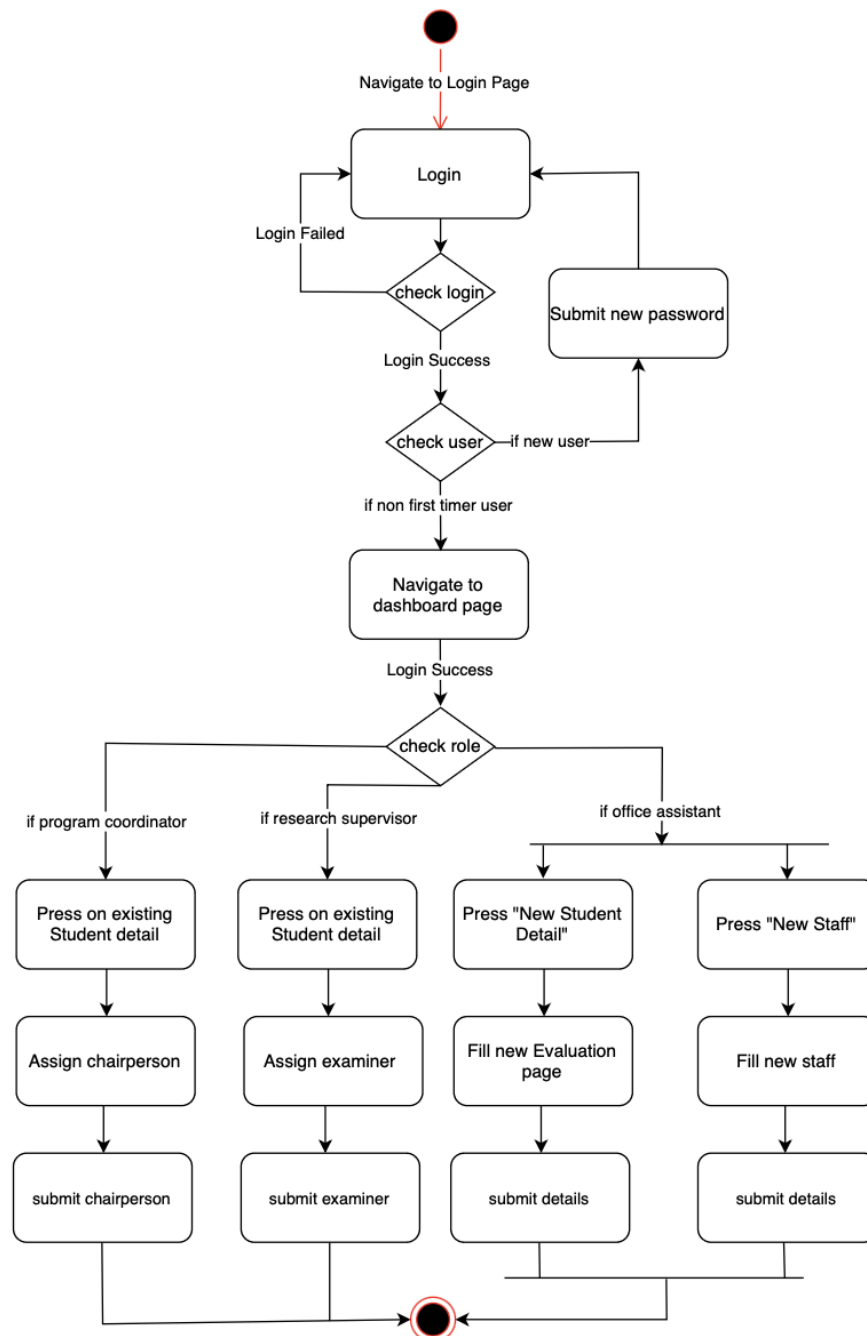 Navigate to Login Page
Login
Login Failed
check login
Submit new password
Login Success
check user
if new user
if non first timer user
Navigate to
dashboard page
Login Success
check role
if program coordinator
if research supervisor
if office assistant
Press on existing
Student detail
Press on existing
Student detail
Press "New Student
Detail"
Press "New Staff"
Assign chairperson
Assign examiner
Fill new Evaluation
page
Fill new staff
submit chairperson
submit examiner
submit details
submit details